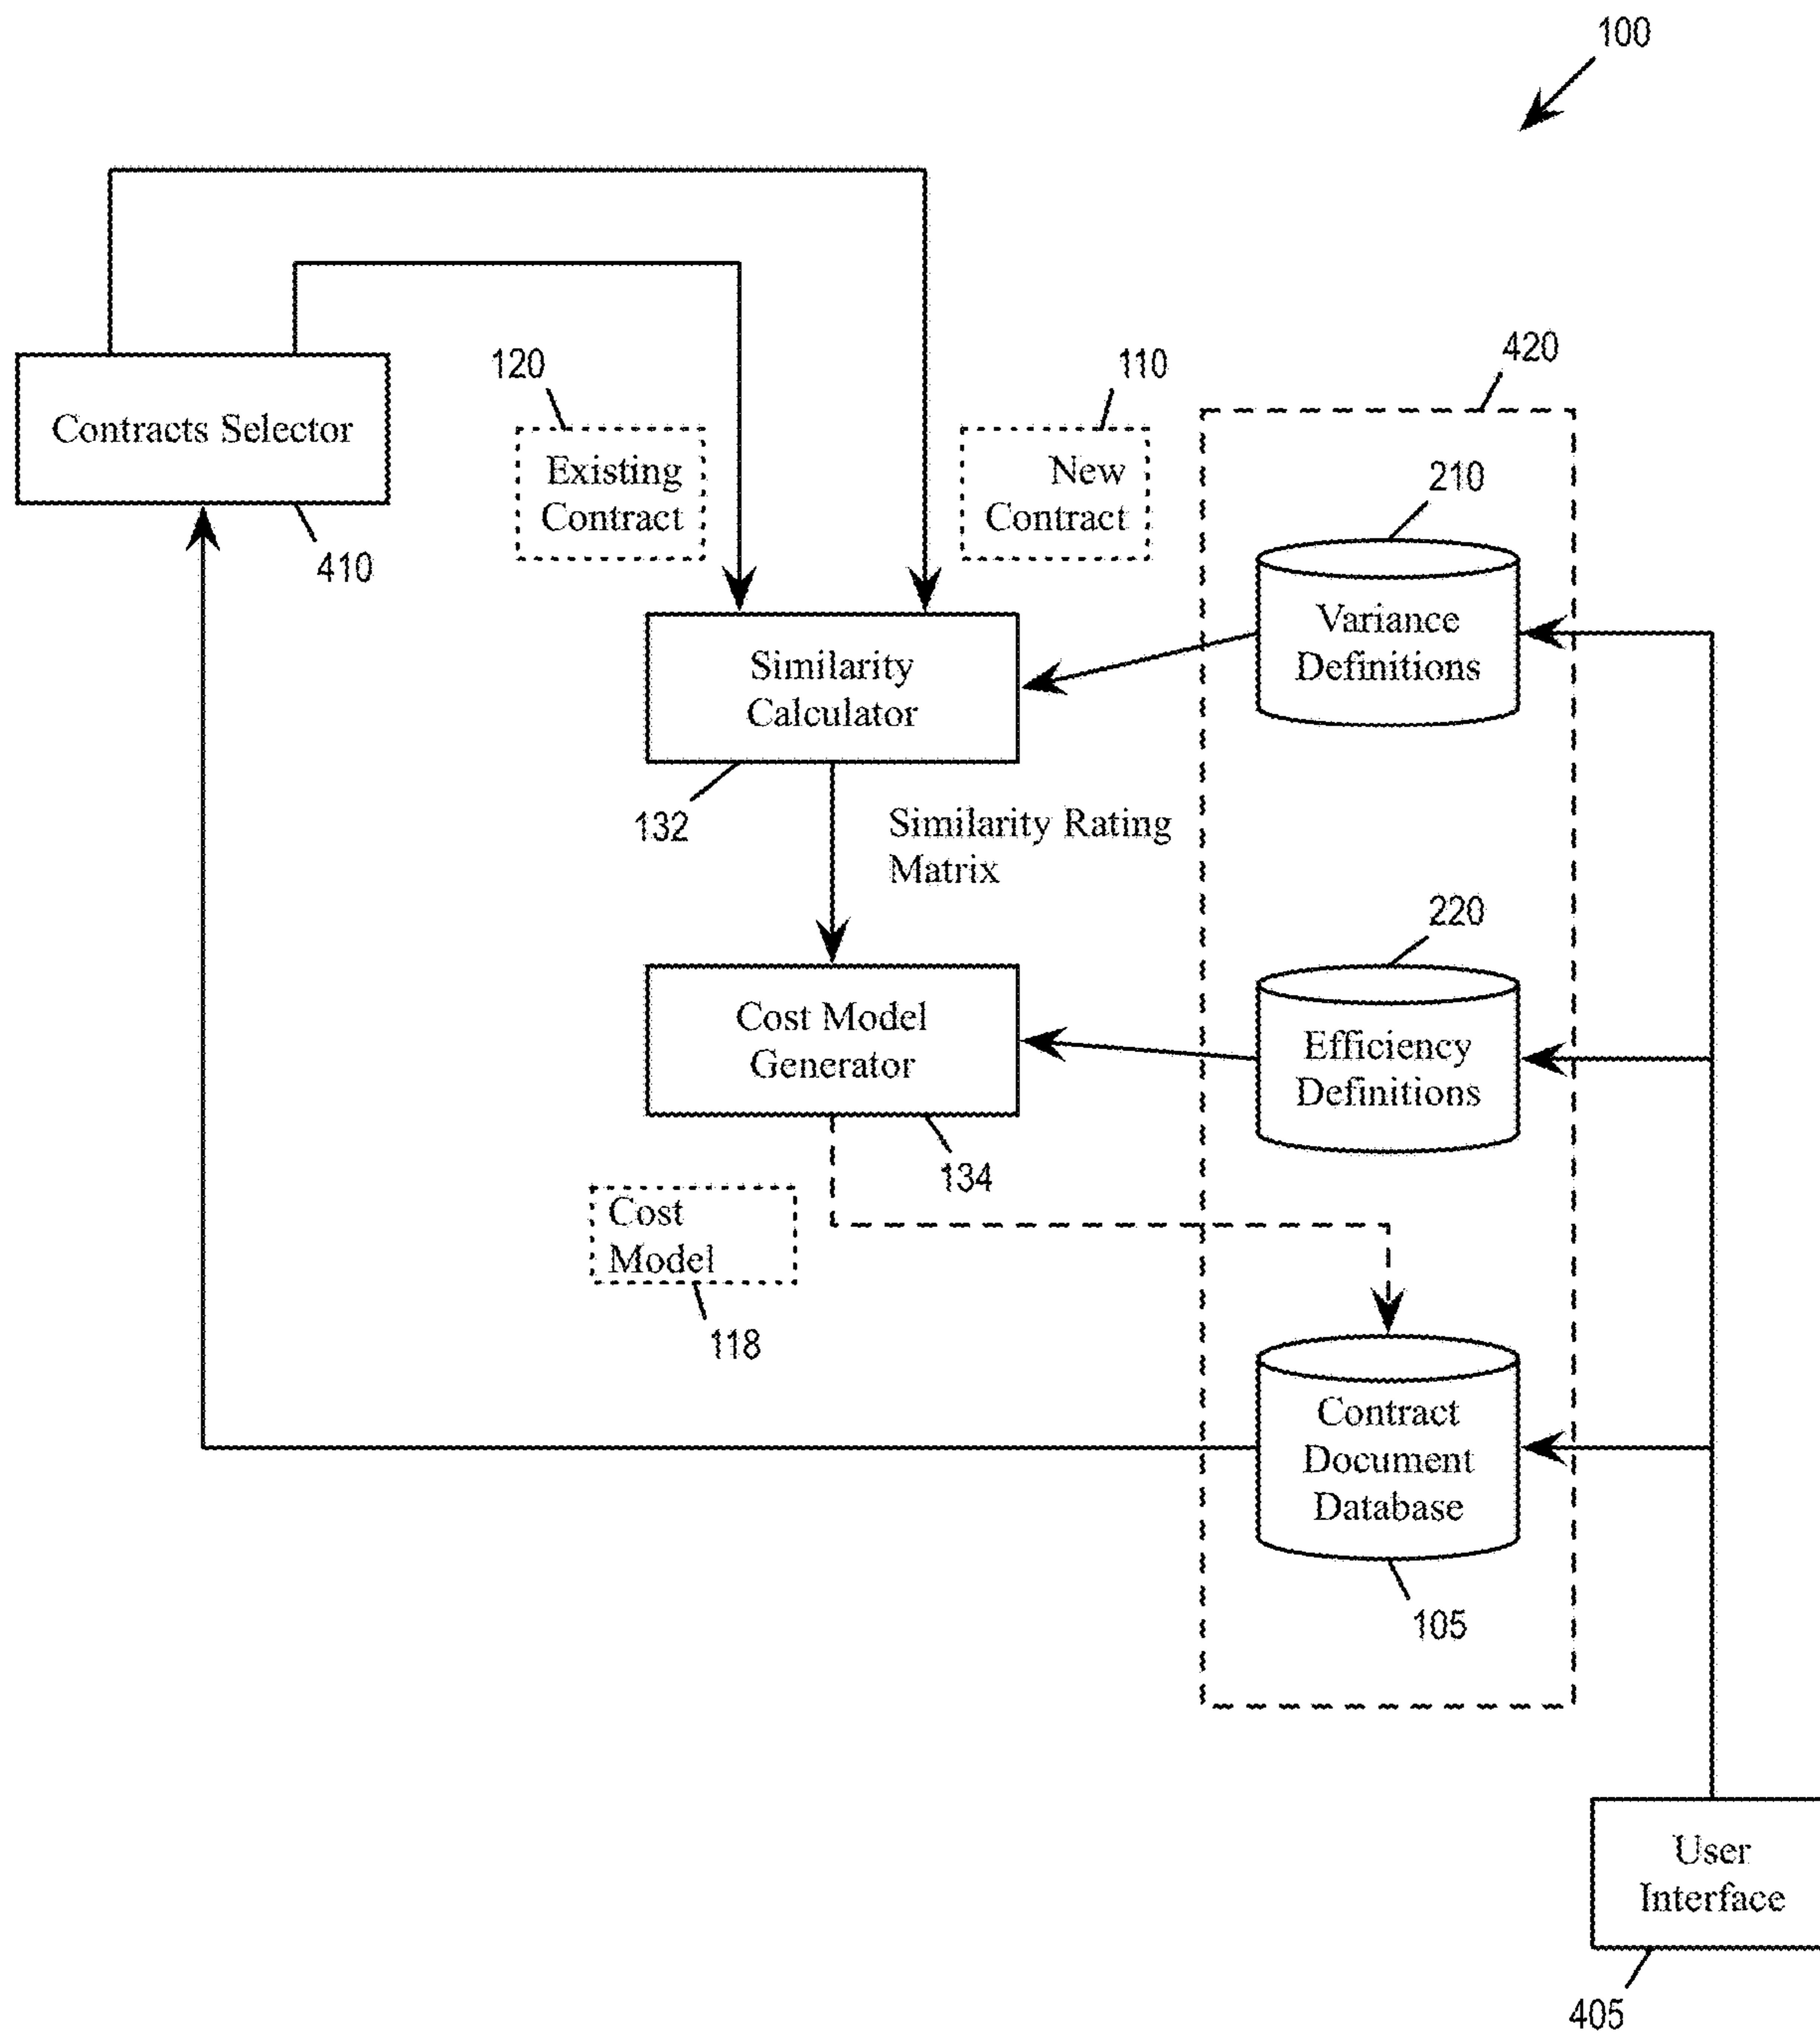 100
420
120
110
Contracts Selector
Existing
Contract
New
Contract
210
410
Variance
Definitions
Similarity
Calculator
132
Similarity Rating
Matrix
220
Cost Model
Generator
Efficiency
Definitions
134
Cost
Model
118
Contract
Document
Database
105
User
Interface
405